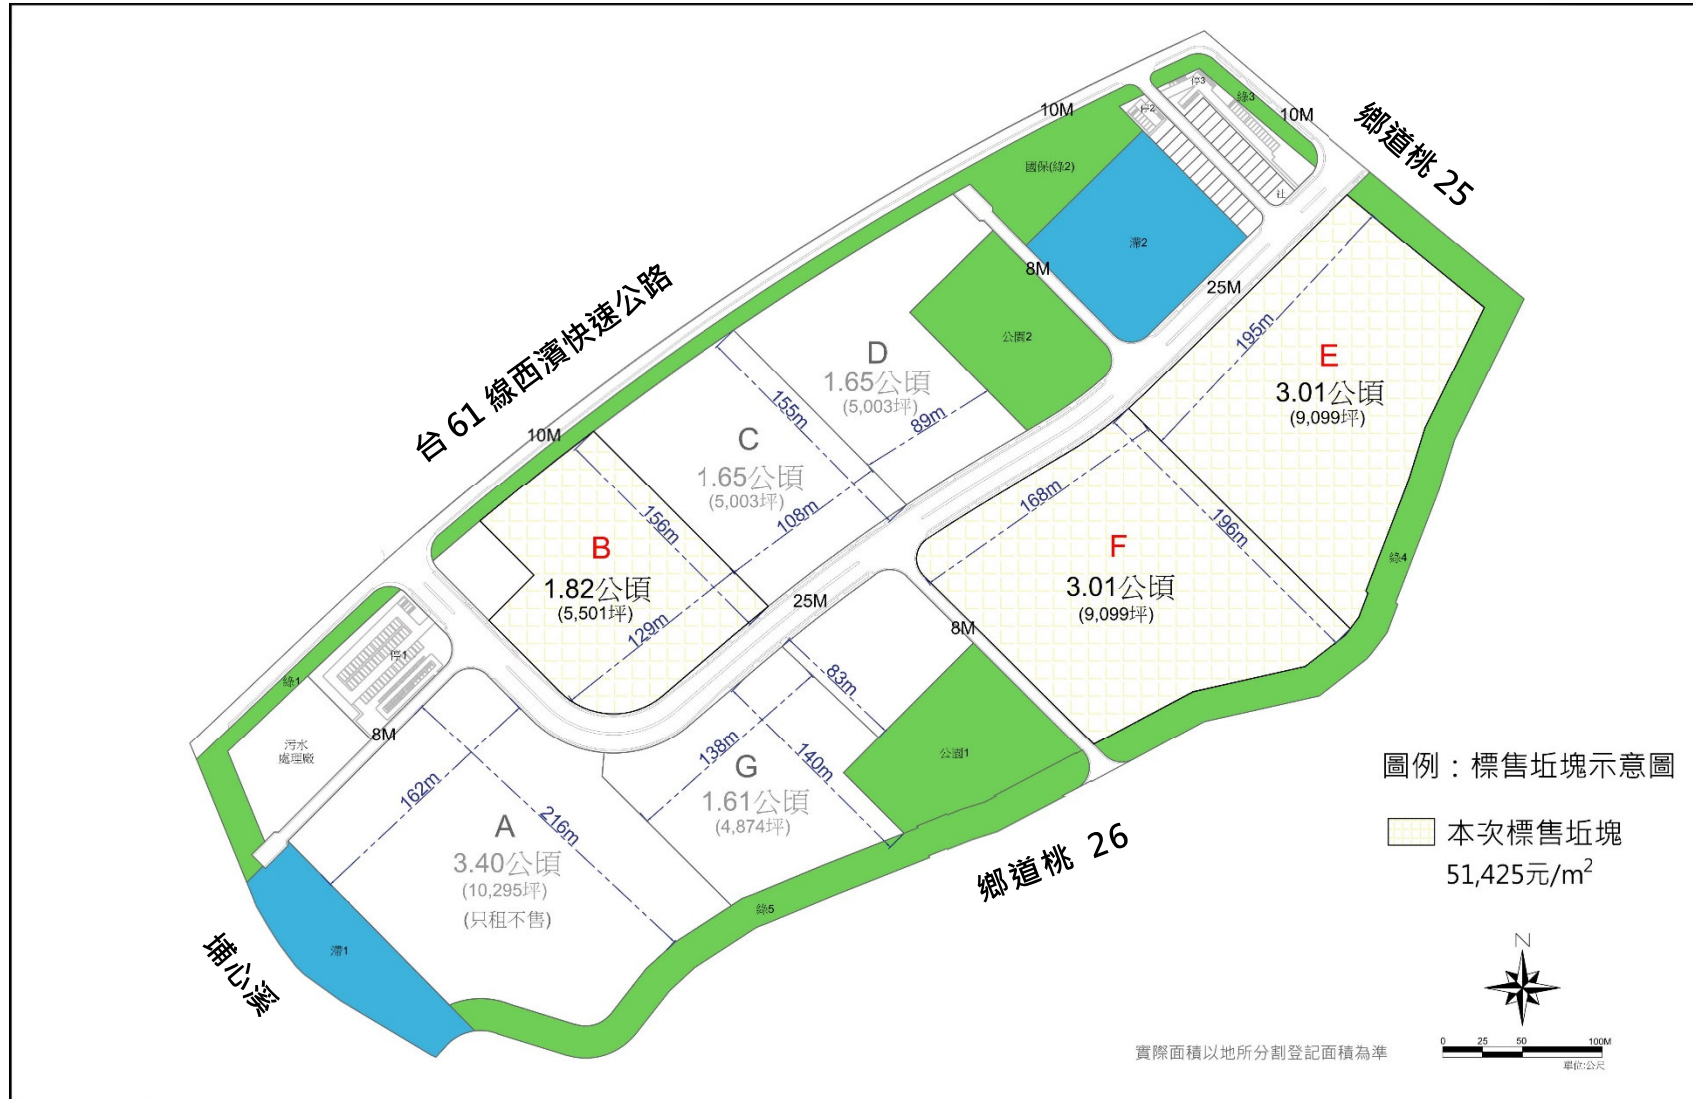 停3
綠3
10M
停2
10M
鄉道桃 25
國保(綠2)
社
滯2
8M
25M
公園2
195m
台 61 線西濱快速公路
D
1.65公頃
(5,003坪)
E
3.01公頃
(9,099坪)
155m
89m
10M
C
1.65公頃
(5,003坪)
108m
156m
168m
196m
B
1.82公頃
(5,501坪)
F
3.01公頃
(9,099坪)
綠4
129m
25M
8M
停1
綠1
83m
污水
處理廠
8M
138m
140m
公園1
G
1.61公頃
(4,874坪)
162m
216m
A
3.40公頃
(10,295坪)
(只租不售)
鄉道桃 26
綠5
滯1
埔心溪
圖例：標售坵塊示意圖
本次標售坵塊
51,425元/m²
N
實際面積以地所分割登記面積為準
0 25 50 100M
單位:公尺